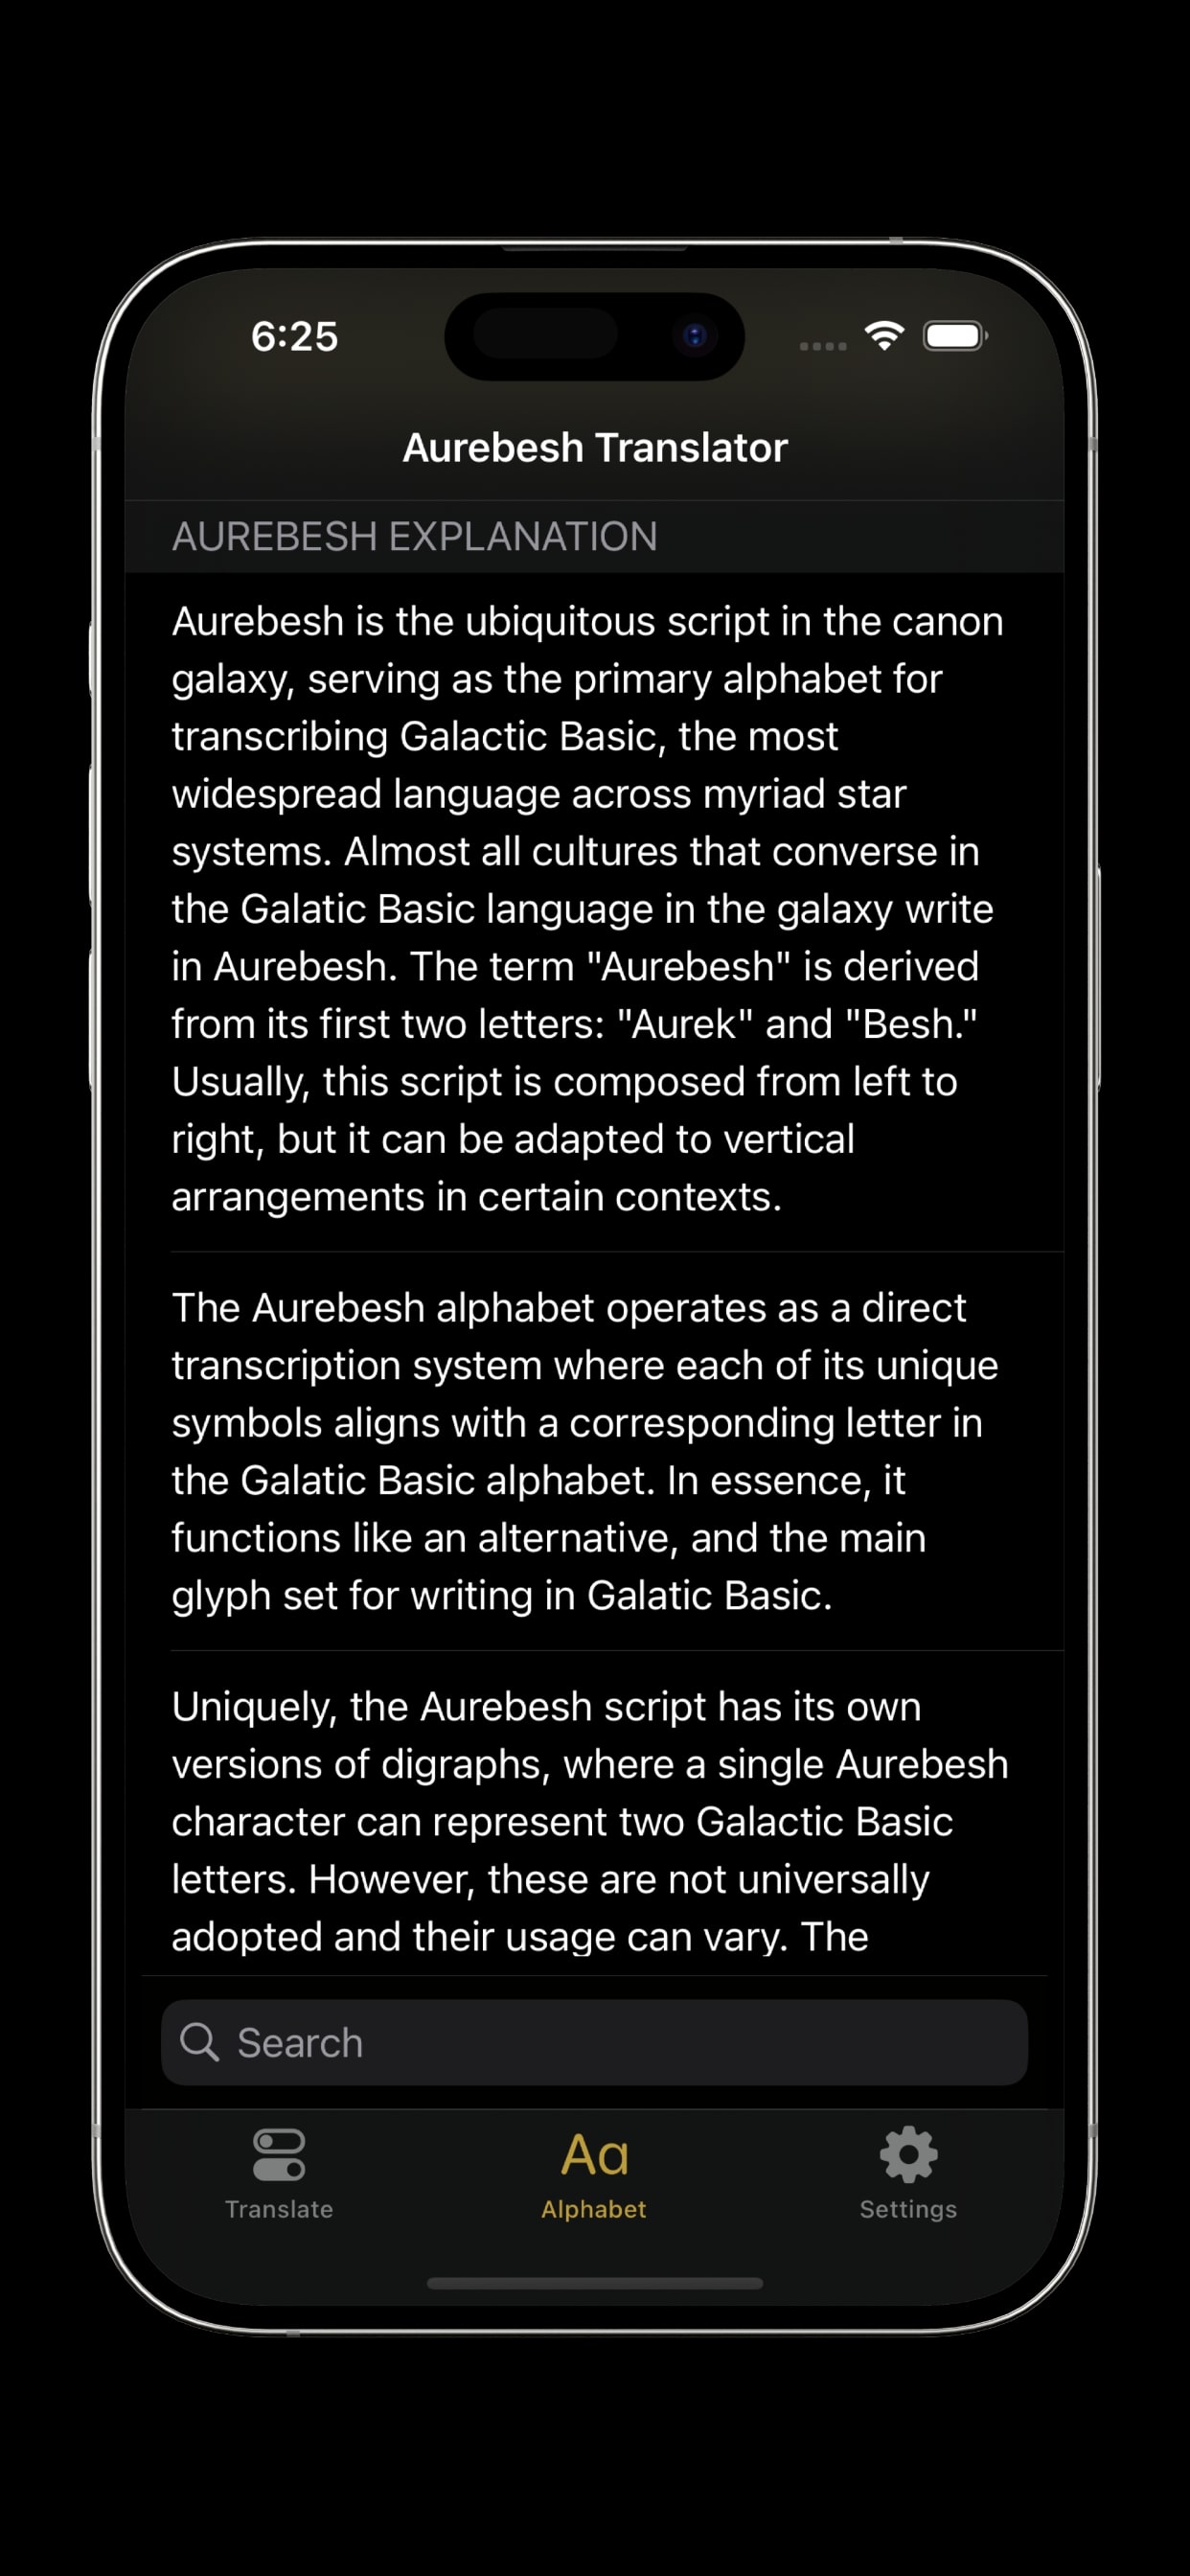 6:25
Aurebesh Translator
AUREBESH EXPLANATION
Aurebesh is the ubiquitous script in the canon
galaxy, serving as the primary alphabet for
transcribing Galactic Basic, the most
widespread language across myriad star
systems. Almost all cultures that converse in
the Galatic Basic language in the galaxy write
in Aurebesh. The term "Aurebesh" is derived
from its first two letters: "Aurek" and "Besh."
Usually, this script is composed from left to
right, but it can be adapted to vertical
arrangements in certain contexts.
The Aurebesh alphabet operates as a direct
transcription system where each of its unique
symbols aligns with a corresponding letter in
the Galatic Basic alphabet. In essence, it
functions like an alternative, and the main
glyph set for writing in Galatic Basic.
Uniquely, the Aurebesh script has its own
versions of digraphs, where a single Aurebesh
character can represent two Galactic Basic
letters. However, these are not universally
adopted and their usage can vary. The
Search
Aa
Translate Alphabet Settings